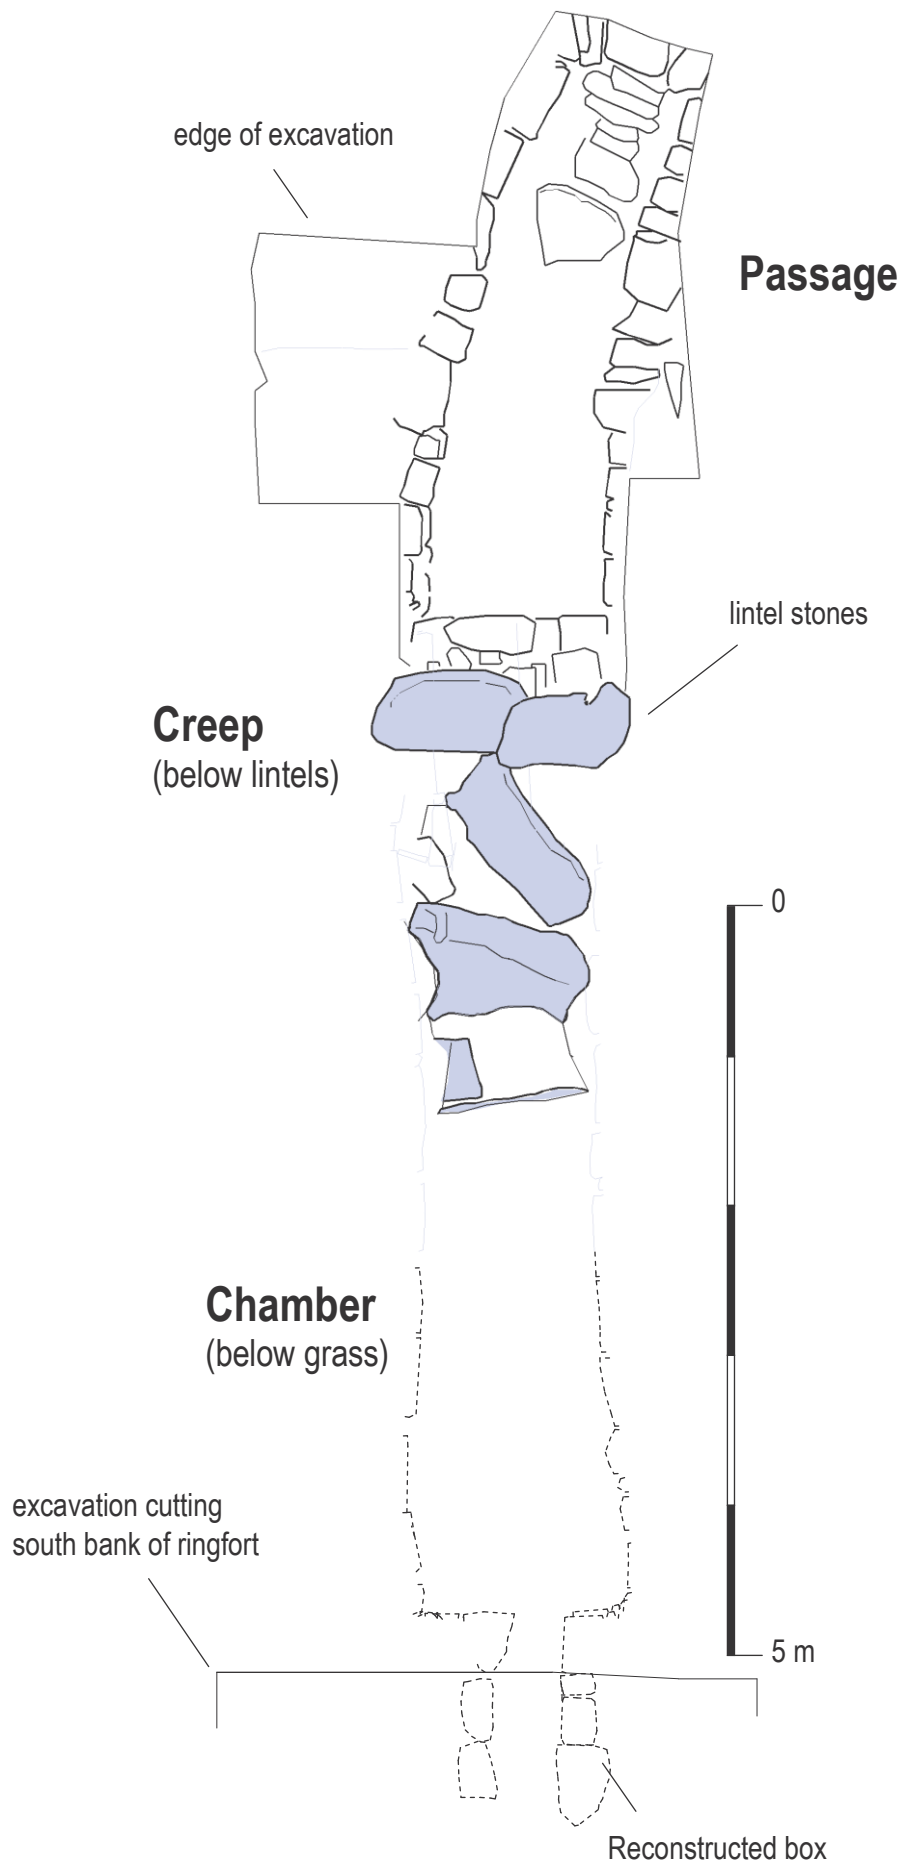 edge of excavation
Passage
lintel stones
Creep
(below lintels)
0
Chamber
(below grass)
excavation cutting
south bank of ringfort
5 m
Reconstructed box